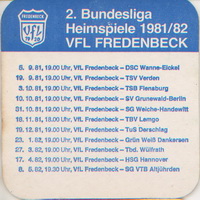 FREDENBECK
VfL
2. Bundesliga
Heimspiele 1981/82
VFL FREDENBECK
5. 9.81, 19.00 Uhr, VfL Fredenbeck – DSC Wanne-Eickel
19. 9.81, 19.00 Uhr, VfL Fredenbeck – TSV Verden
3. 10.81, 19.00 Uhr, VfL Fredenbeck – TSB Flensburg
10. 10.81, 19.00 Uhr, VfL Fredenbeck – SV Grunewald-Berlin
31. 10.81, 19.00 Uhr, VfL Fredenbeck – SG Weiche-Handewitt
18. 11.81, 19.00 Uhr, VfL Fredenbeck – TBV Lemgo
19. 12.81, 19.00 Uhr, VfL Fredenbeck – TuS Derschlag
23. 1.82, 19.00 Uhr, VfL Fredenbeck – Grün Weiß Dankersen
27. 2.82, 19.00 Uhr, VfL Fredenbeck – Tbd. Wülfrath
17. 4.82, 19.00 Uhr, VfL Fredenbeck – HSG Hannover
8. 5.82, 19.00 Uhr, VfL Fredenbeck – SG VTB Altjührden